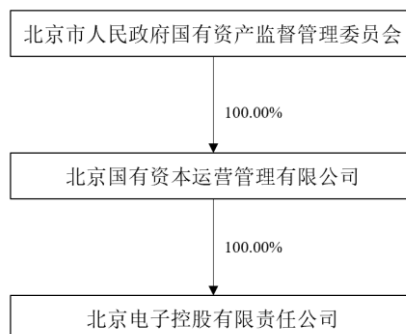 北京市人民政府国有资产监督管理委员会
100.00%
北京国有资本运营管理有限公司
100.00%
北京电子控股有限责任公司